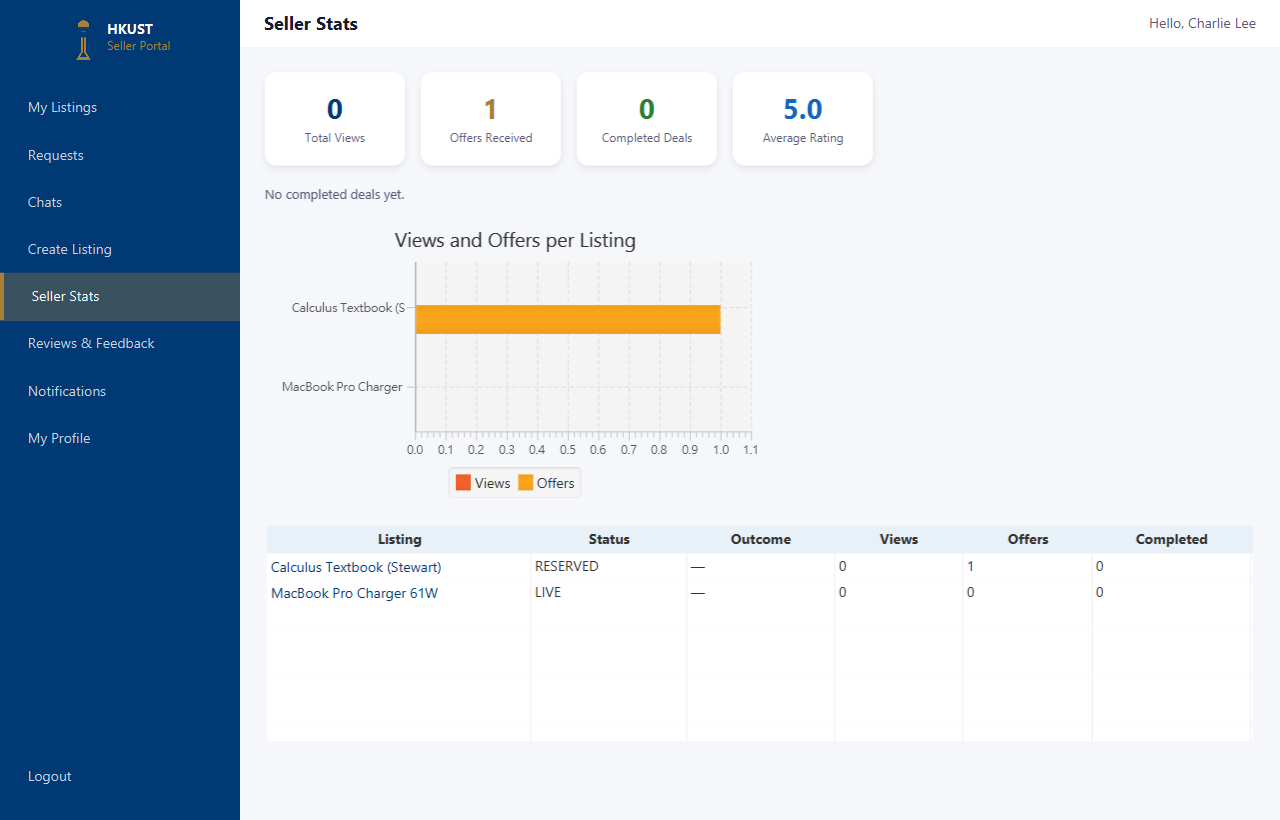 HKUST
Seller Portal
My Listings
Requests
Chats
Create Listing
Seller Stats
Reviews & Feedback
Notifications
My Profile
Logout
Seller Stats
Hello, Charlie Lee
0
Total Views
1
Offers Received
0
Completed Deals
5.0
Average Rating
No completed deals yet.
Views and Offers per Listing
Calculus Textbook (S
MacBook Pro Charger
0.0 0.1 0.2 0.3 0.4 0.5 0.6 0.7 0.8 0.9 1.0 1.1
Views Offers
Listing Status Outcome Views Offers Completed
Calculus Textbook (Stewart) RESERVED — 0 1 0
MacBook Pro Charger 61W LIVE — 0 0 0